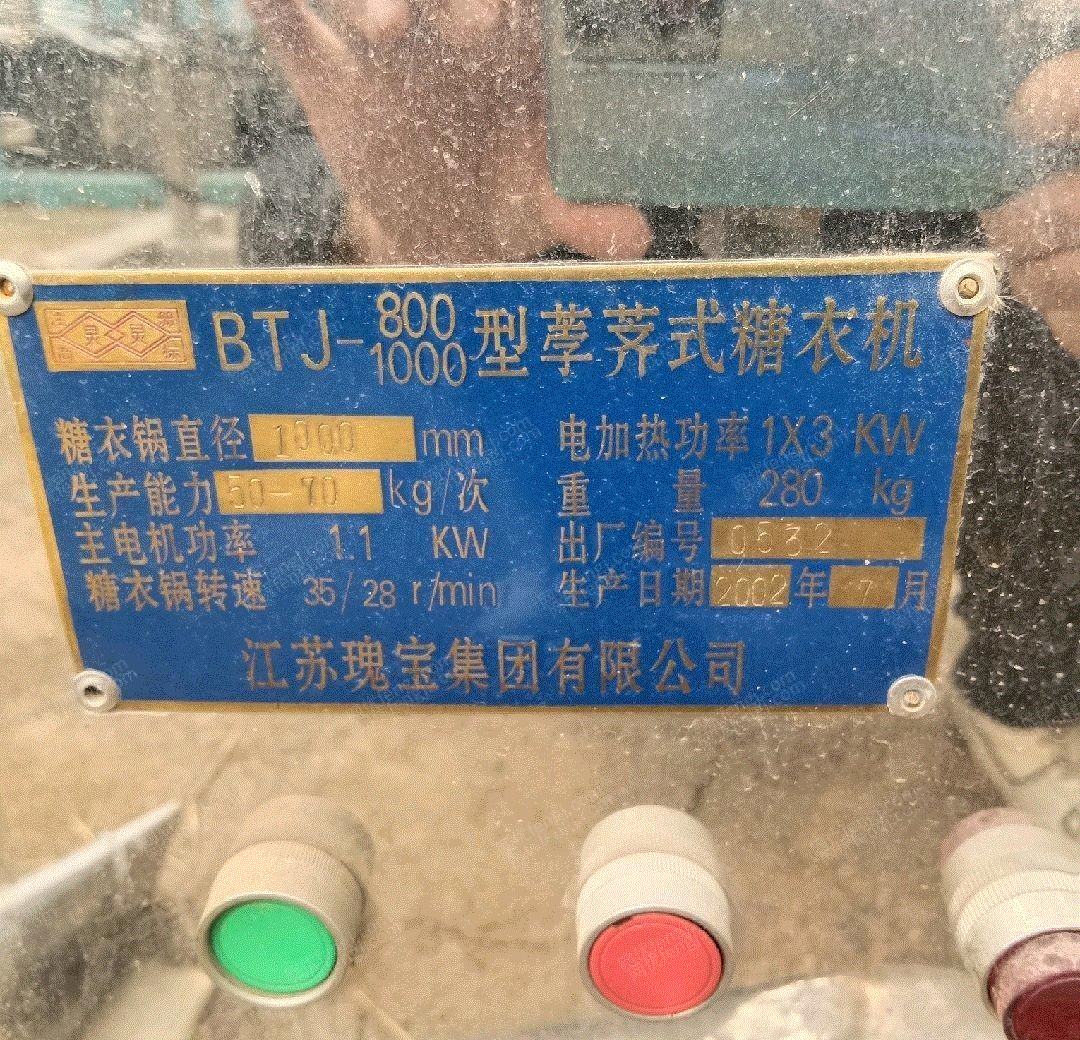 BTJ-800/1000型荸荠式糖衣机
糖衣锅直径 1000 mm
电加热功率 1X3 KW
生产能力 50-70 kg/次
重量 280 kg
主电机功率 1.1 KW
出厂编号 0532
糖衣锅转速 35/28 r/min
生产日期 2002 年 7 月
江苏瑰宝集团有限公司